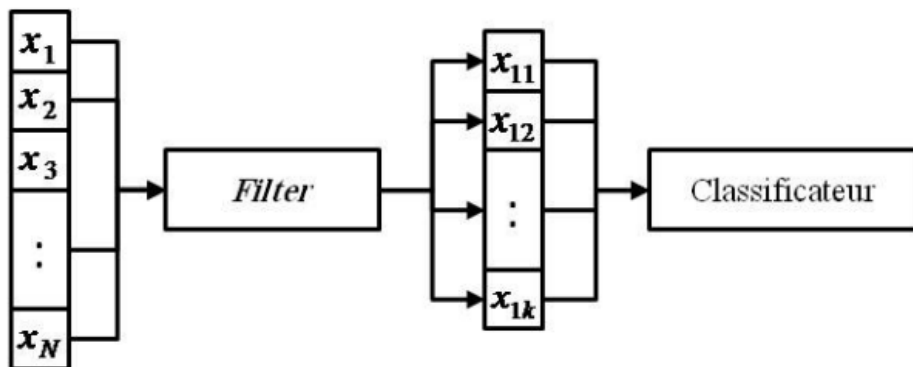 x1
x2
x3
:
xN
Filter
x11
x12
:
x1k
Classificateur